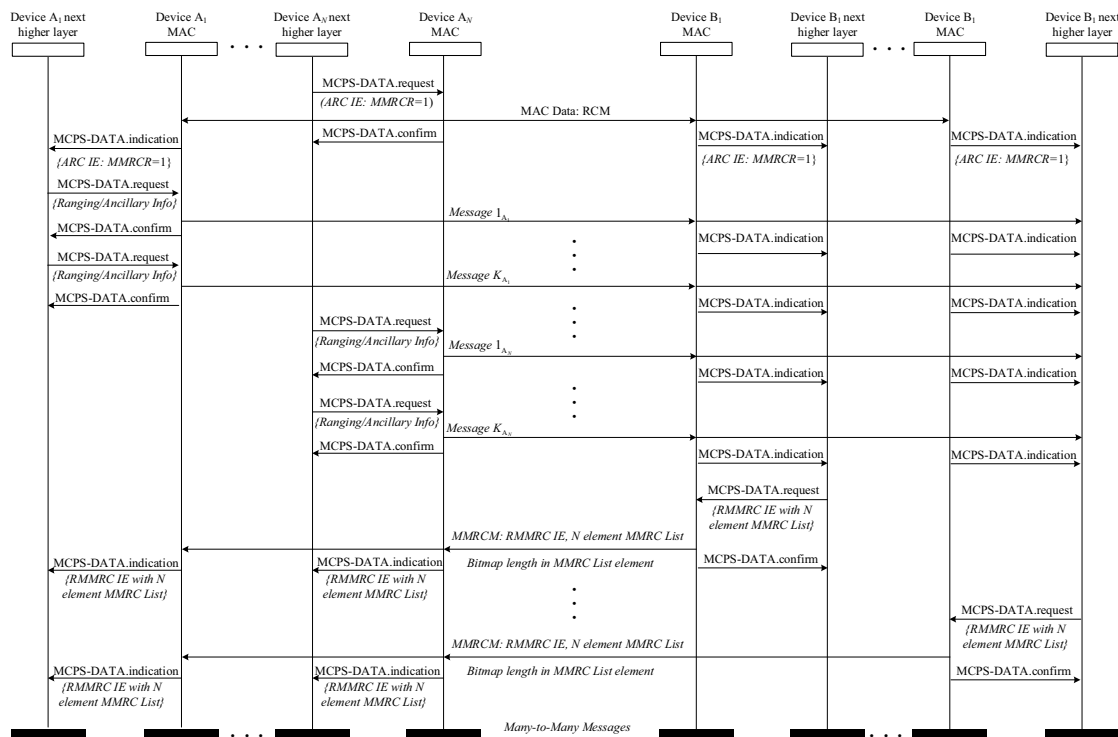 Device A1 next higher layer
Device A1 MAC
Device AN next higher layer
Device AN MAC
Device B1 MAC
Device B1 next higher layer
Device B1 MAC
Device B1 next higher layer
MCPS-DATA.request
(ARC IE: MMRCR=1)
MAC Data: RCM
MCPS-DATA.confirm
MCPS-DATA.indication
MCPS-DATA.indication
MCPS-DATA.indication
{ARC IE: MMRCR=1}
{ARC IE: MMRCR=1}
{ARC IE: MMRCR=1}
MCPS-DATA.request
{Ranging/Ancillary Info}
Message 1A1
MCPS-DATA.confirm
MCPS-DATA.indication
MCPS-DATA.indication
MCPS-DATA.request
{Ranging/Ancillary Info}
Message KA1
MCPS-DATA.confirm
MCPS-DATA.indication
MCPS-DATA.indication
MCPS-DATA.request
{Ranging/Ancillary Info}
Message 1AN
MCPS-DATA.confirm
MCPS-DATA.indication
MCPS-DATA.indication
MCPS-DATA.request
{Ranging/Ancillary Info}
Message KAN
MCPS-DATA.confirm
MCPS-DATA.indication
MCPS-DATA.indication
MCPS-DATA.request
{RMMRC IE with N
element MMRC List}
MMRCM: RMMRC IE, N element MMRC List
MCPS-DATA.indication
MCPS-DATA.indication
Bitmap length in MMRC List element
MCPS-DATA.confirm
{RMMRC IE with N
element MMRC List}
{RMMRC IE with N
element MMRC List}
MCPS-DATA.request
{RMMRC IE with N
element MMRC List}
MMRCM: RMMRC IE, N element MMRC List
MCPS-DATA.indication
MCPS-DATA.indication
Bitmap length in MMRC List element
MCPS-DATA.confirm
{RMMRC IE with N
element MMRC List}
{RMMRC IE with N
element MMRC List}
Many-to-Many Messages